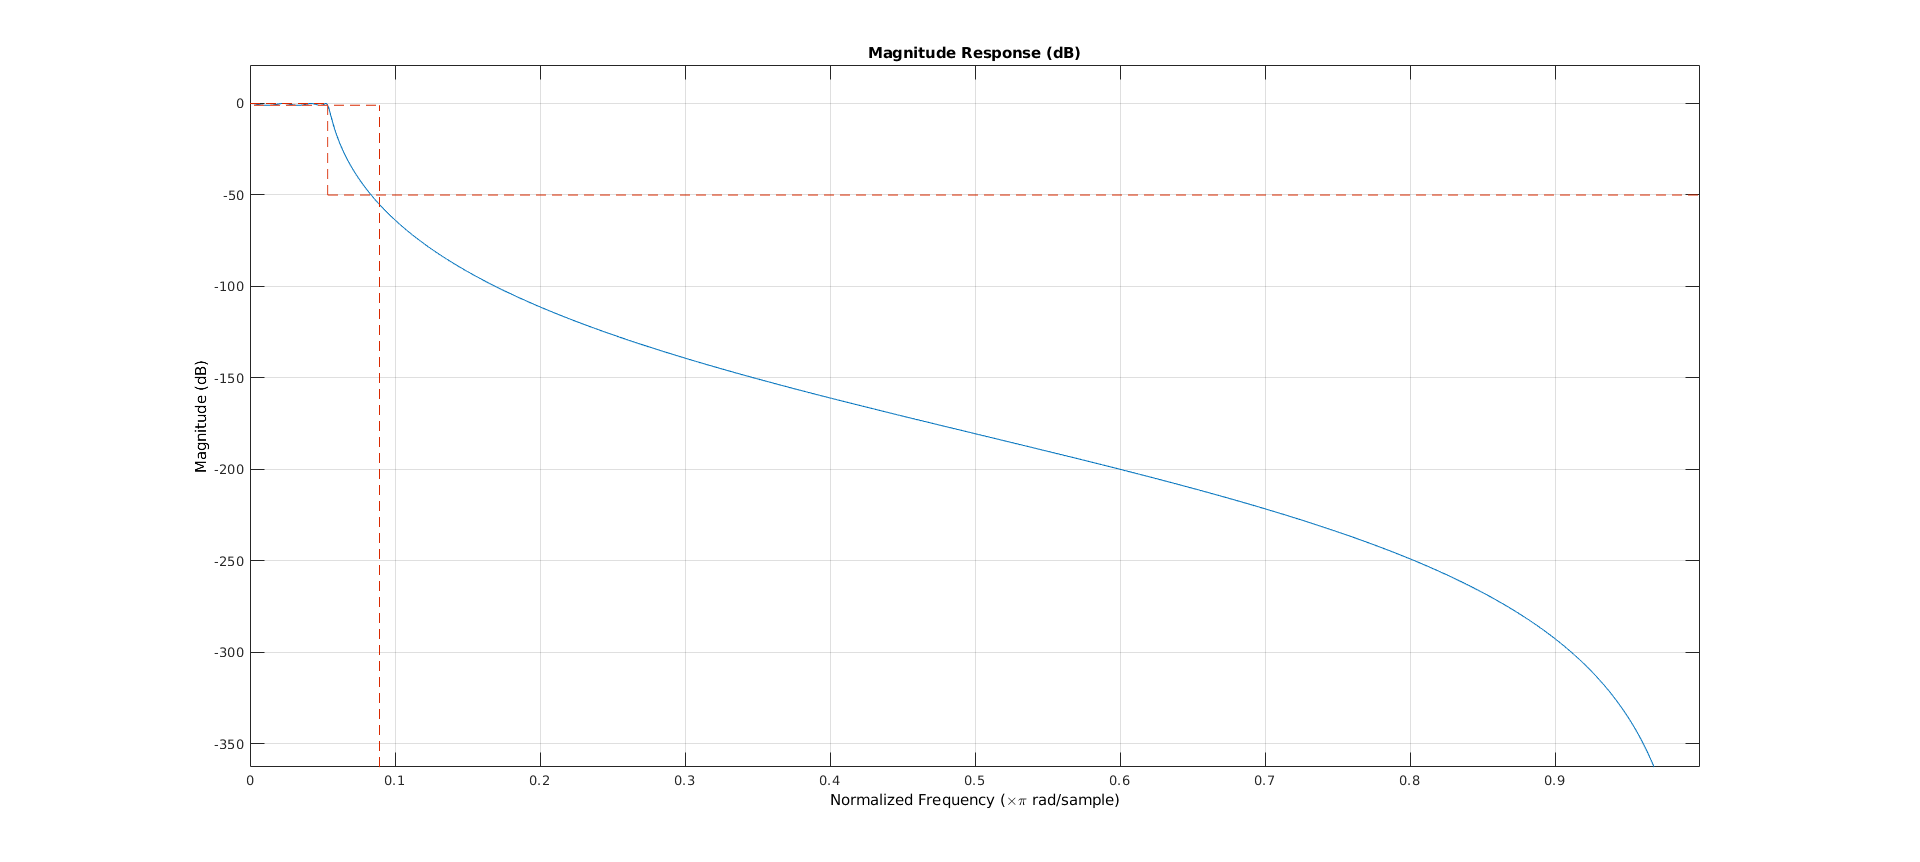 Magnitude Response (dB)
0
-50
-100
-150
-200
-250
-300
-350
Magnitude (dB)
0 0.1 0.2 0.3 0.4 0.5 0.6 0.7 0.8 0.9
Normalized Frequency (×π rad/sample)